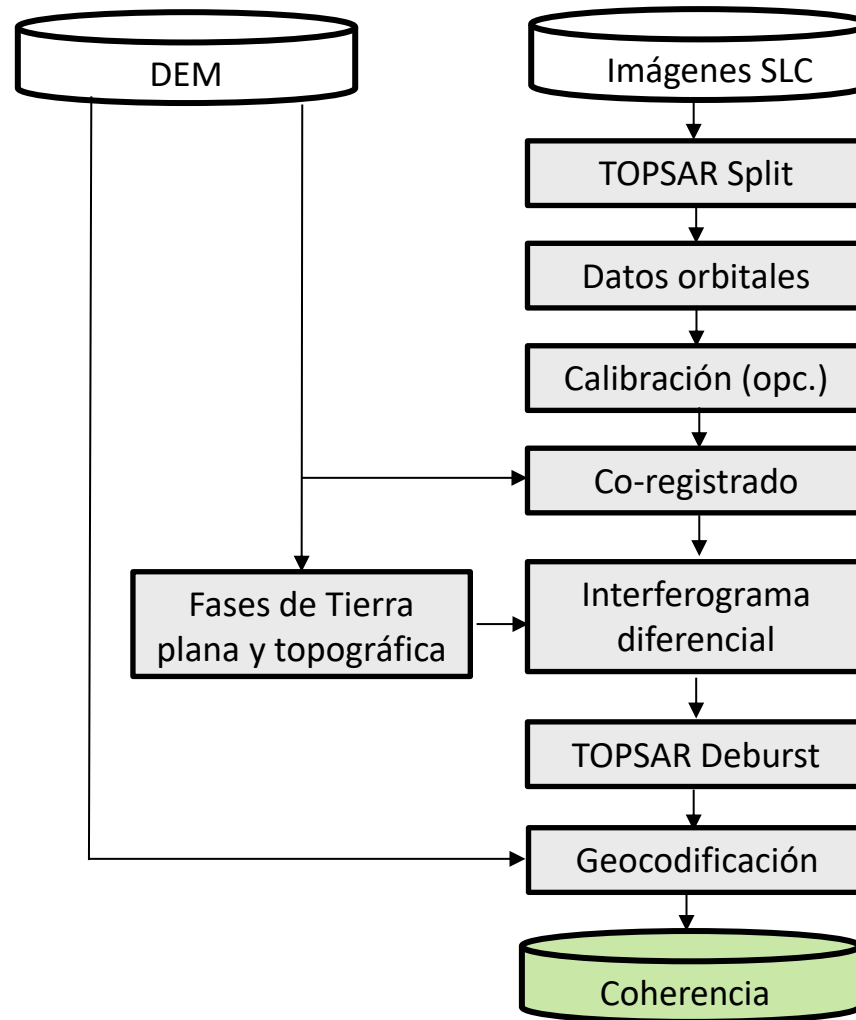 DEM
Imágenes SLC
TOPSAR Split
Datos orbitales
Calibración (opc.)
Co-registrado
Fases de Tierra
plana y topográfica
Interferograma
diferencial
TOPSAR Deburst
Geocodificación
Coherencia